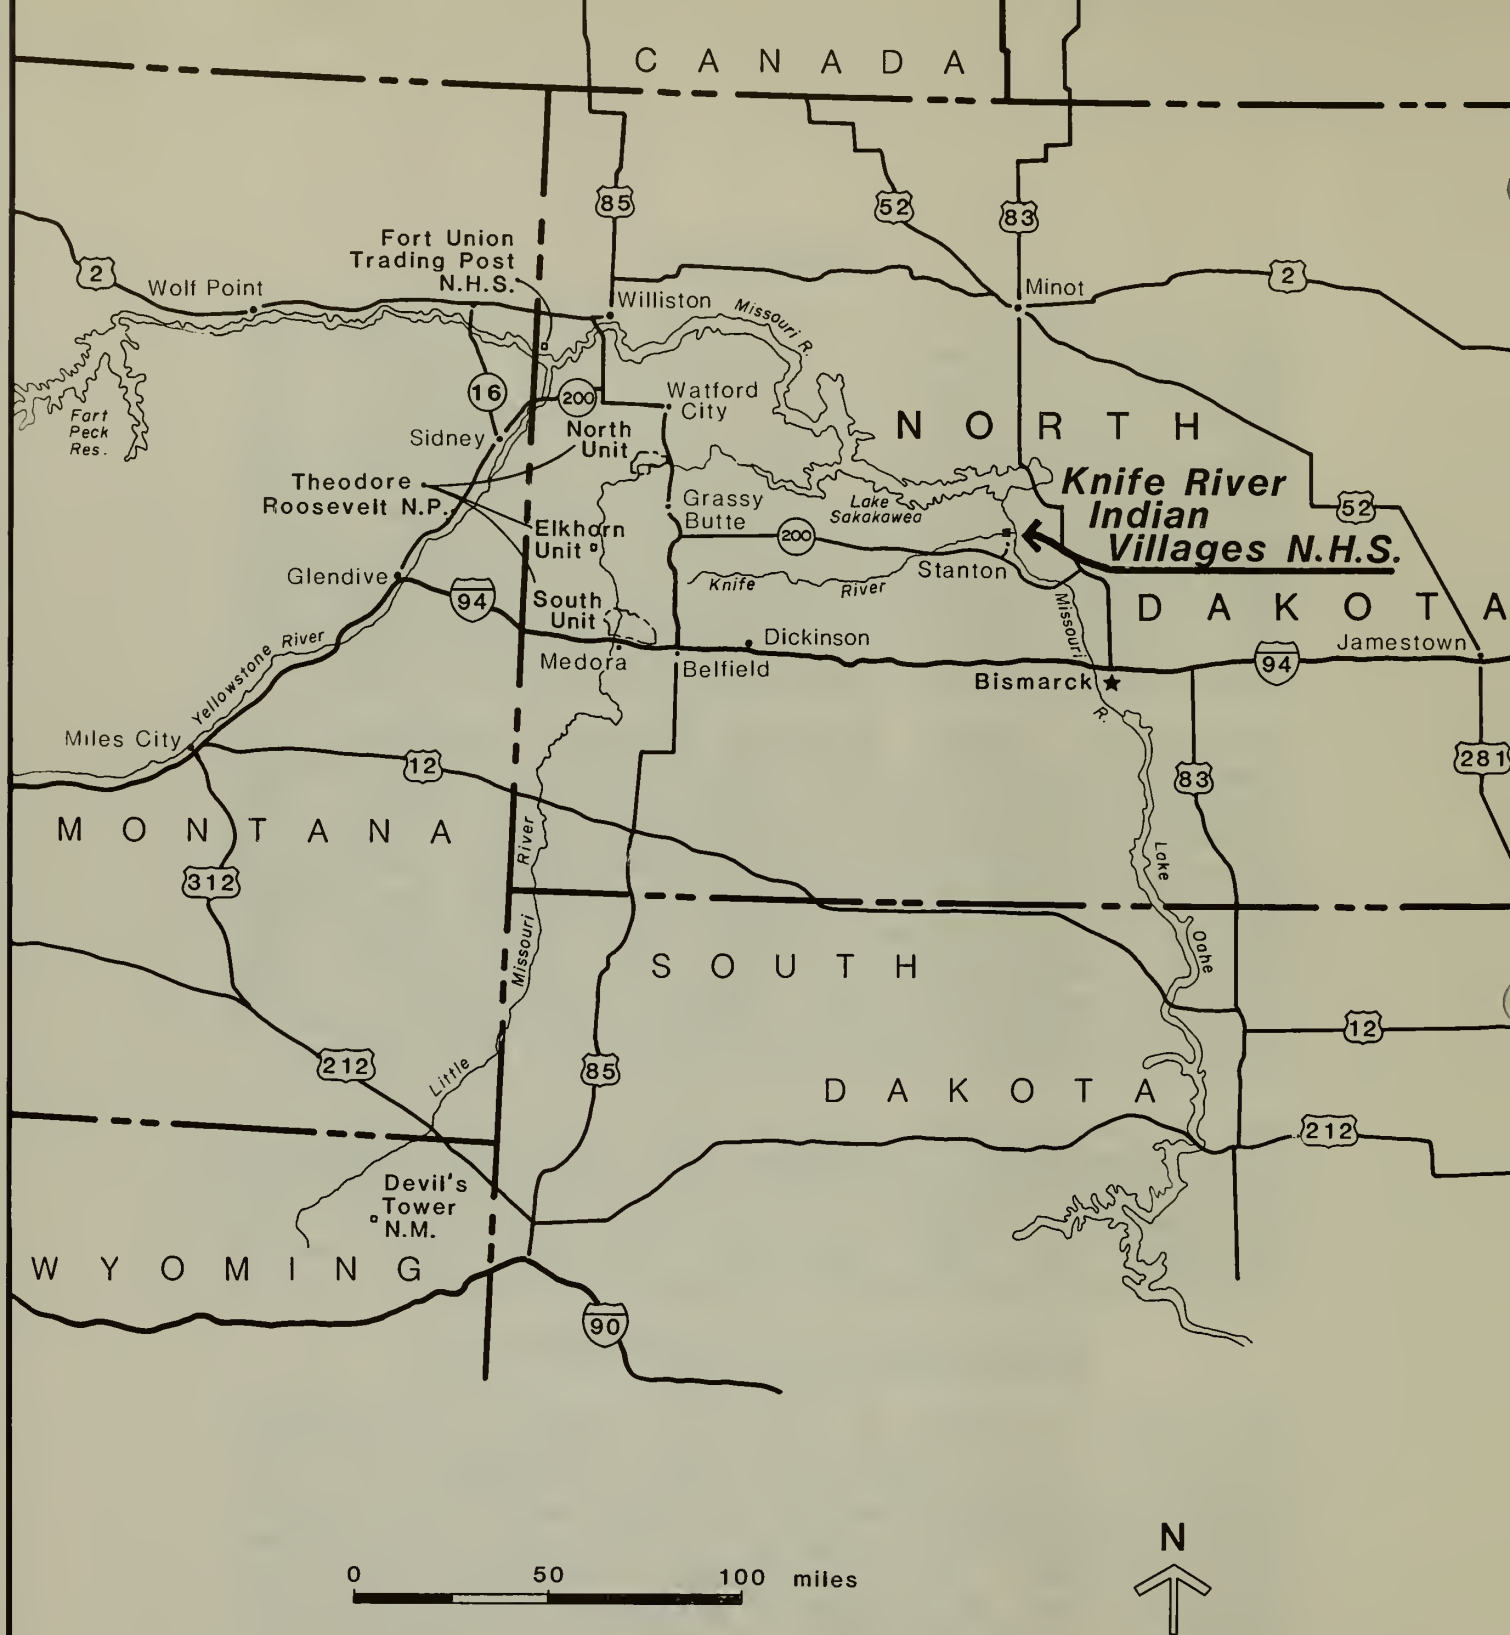 CANADA
85
52
83
Fort Union
Trading Post
N.H.S.
2
Wolf Point
Williston
Missouri R.
Minot
2
16
200
Watford
City
Fort
Peck
Res.
Sidney
North
Unit
NORTH
Theodore
Roosevelt N.P.
Grassy
Butte
Lake
Sakakawea
Knife River
Indian
Villages N.H.S.
52
Elkhorn
Unit
200
Stanton
Glendive
94
Knife River
South
Unit
Missouri
R.
DAKOTA
Yellowstone River
Medora
Belfield
Dickinson
Bismarck
94
Jamestown
Miles City
12
83
281
MONTANA
312
Little Missouri River
Lake Oahe
SOUTH
212
85
12
DAKOTA
212
Devil's
Tower
N.M.
WYOMING
90
N
0 50 100 miles